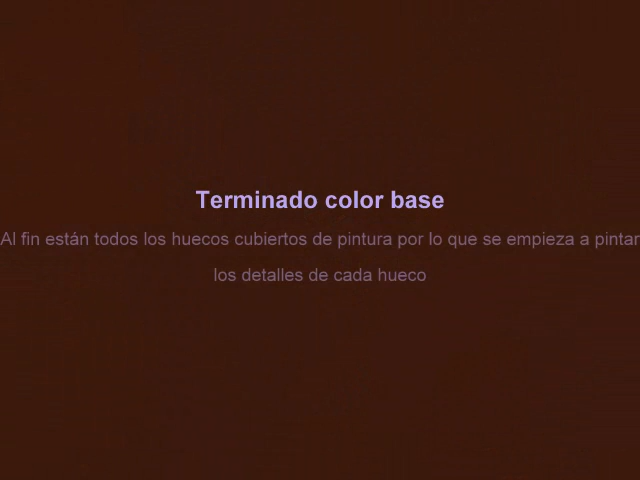 Terminado color base
Al fin están todos los huecos cubiertos de pintura por lo que se empieza a pintar
los detalles de cada hueco